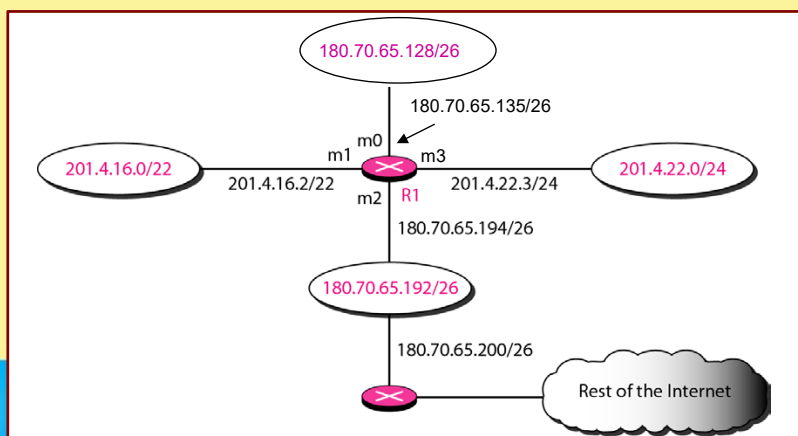 180.70.65.128/26
180.70.65.135/26
m0
m1
m3
201.4.16.0/22
201.4.22.0/24
201.4.16.2/22
201.4.22.3/24
m2
R1
180.70.65.194/26
180.70.65.192/26
180.70.65.200/26
Rest of the Internet